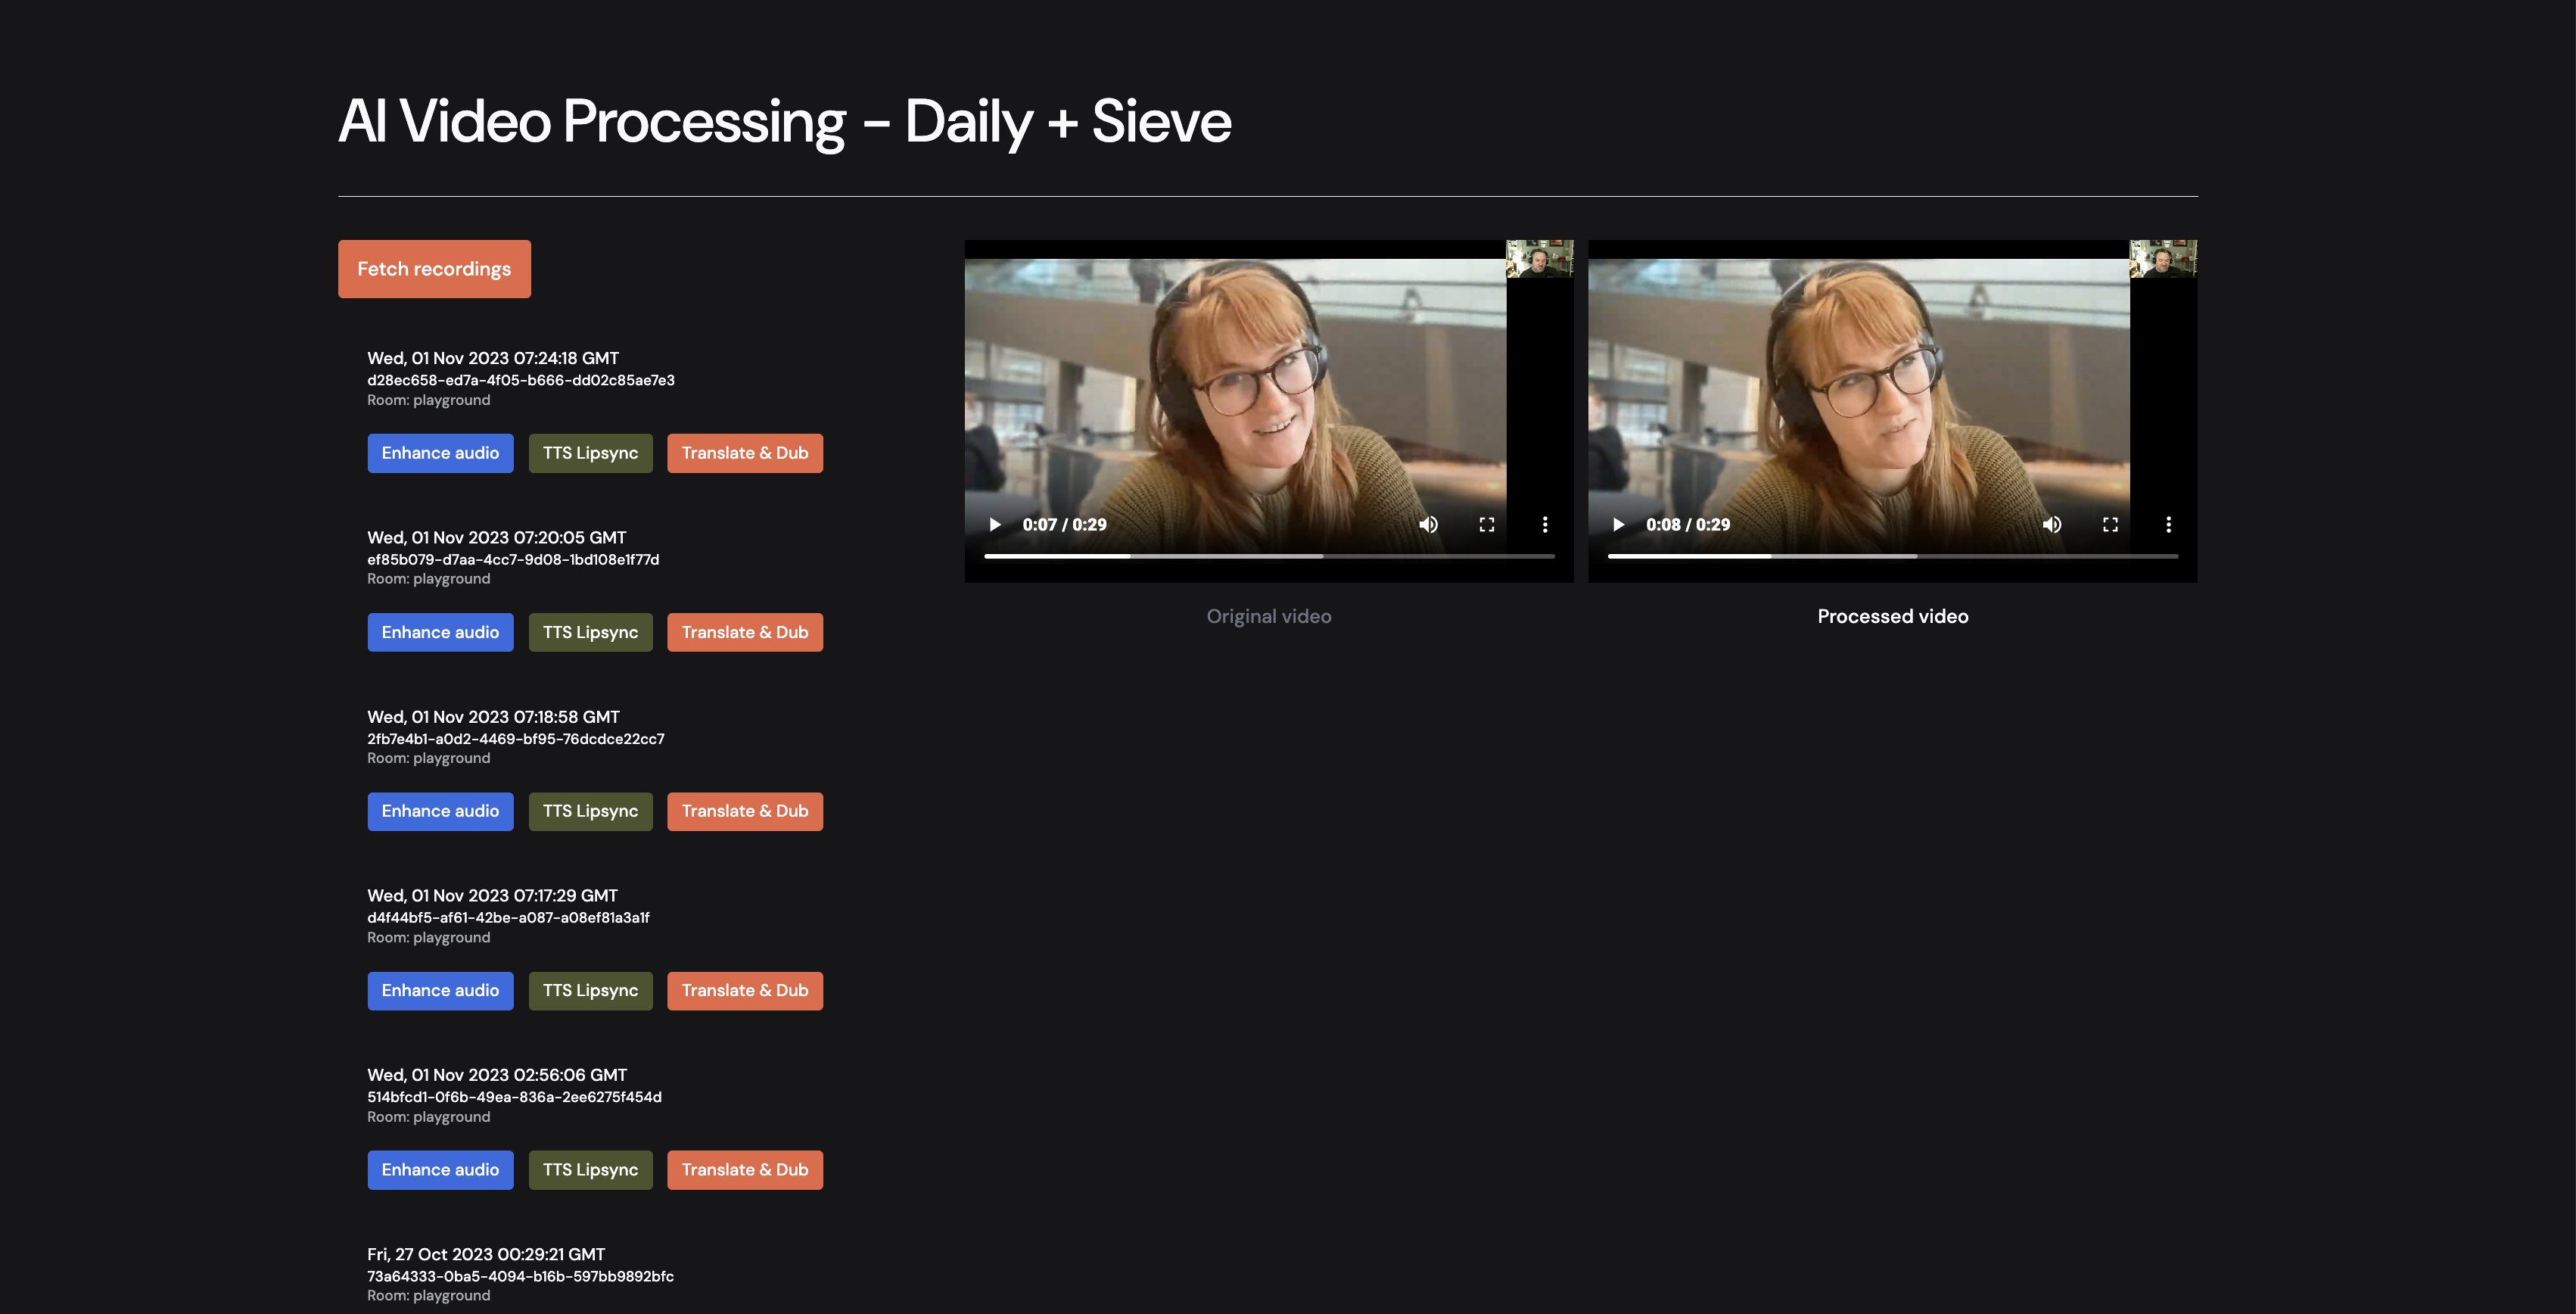 AI Video Processing – Daily + Sieve
Fetch recordings
Wed, 01 Nov 2023 07:24:18 GMT
d28ec658-ed7a-4f05-b666-dd02c85ae7e3
Room: playground
Enhance audio TTS Lipsync Translate & Dub
Wed, 01 Nov 2023 07:20:05 GMT
ef85b079-d7aa-4cc7-9d08-1bd108e1f77d
Room: playground
Enhance audio TTS Lipsync Translate & Dub
Wed, 01 Nov 2023 07:18:58 GMT
2fb7e4b1-a0d2-4469-bf95-76dcdce22cc7
Room: playground
Enhance audio TTS Lipsync Translate & Dub
Wed, 01 Nov 2023 07:17:29 GMT
d4f44bf5-af61-42be-a087-a08ef81a3a1f
Room: playground
Enhance audio TTS Lipsync Translate & Dub
Wed, 01 Nov 2023 02:56:06 GMT
514bfcd1-0f6b-49ea-836a-2ee6275f454d
Room: playground
Enhance audio TTS Lipsync Translate & Dub
Fri, 27 Oct 2023 00:29:21 GMT
73a64333-0ba5-4094-b16b-597bb9892bfc
Room: playground
0:07 / 0:29
Original video
0:08 / 0:29
Processed video